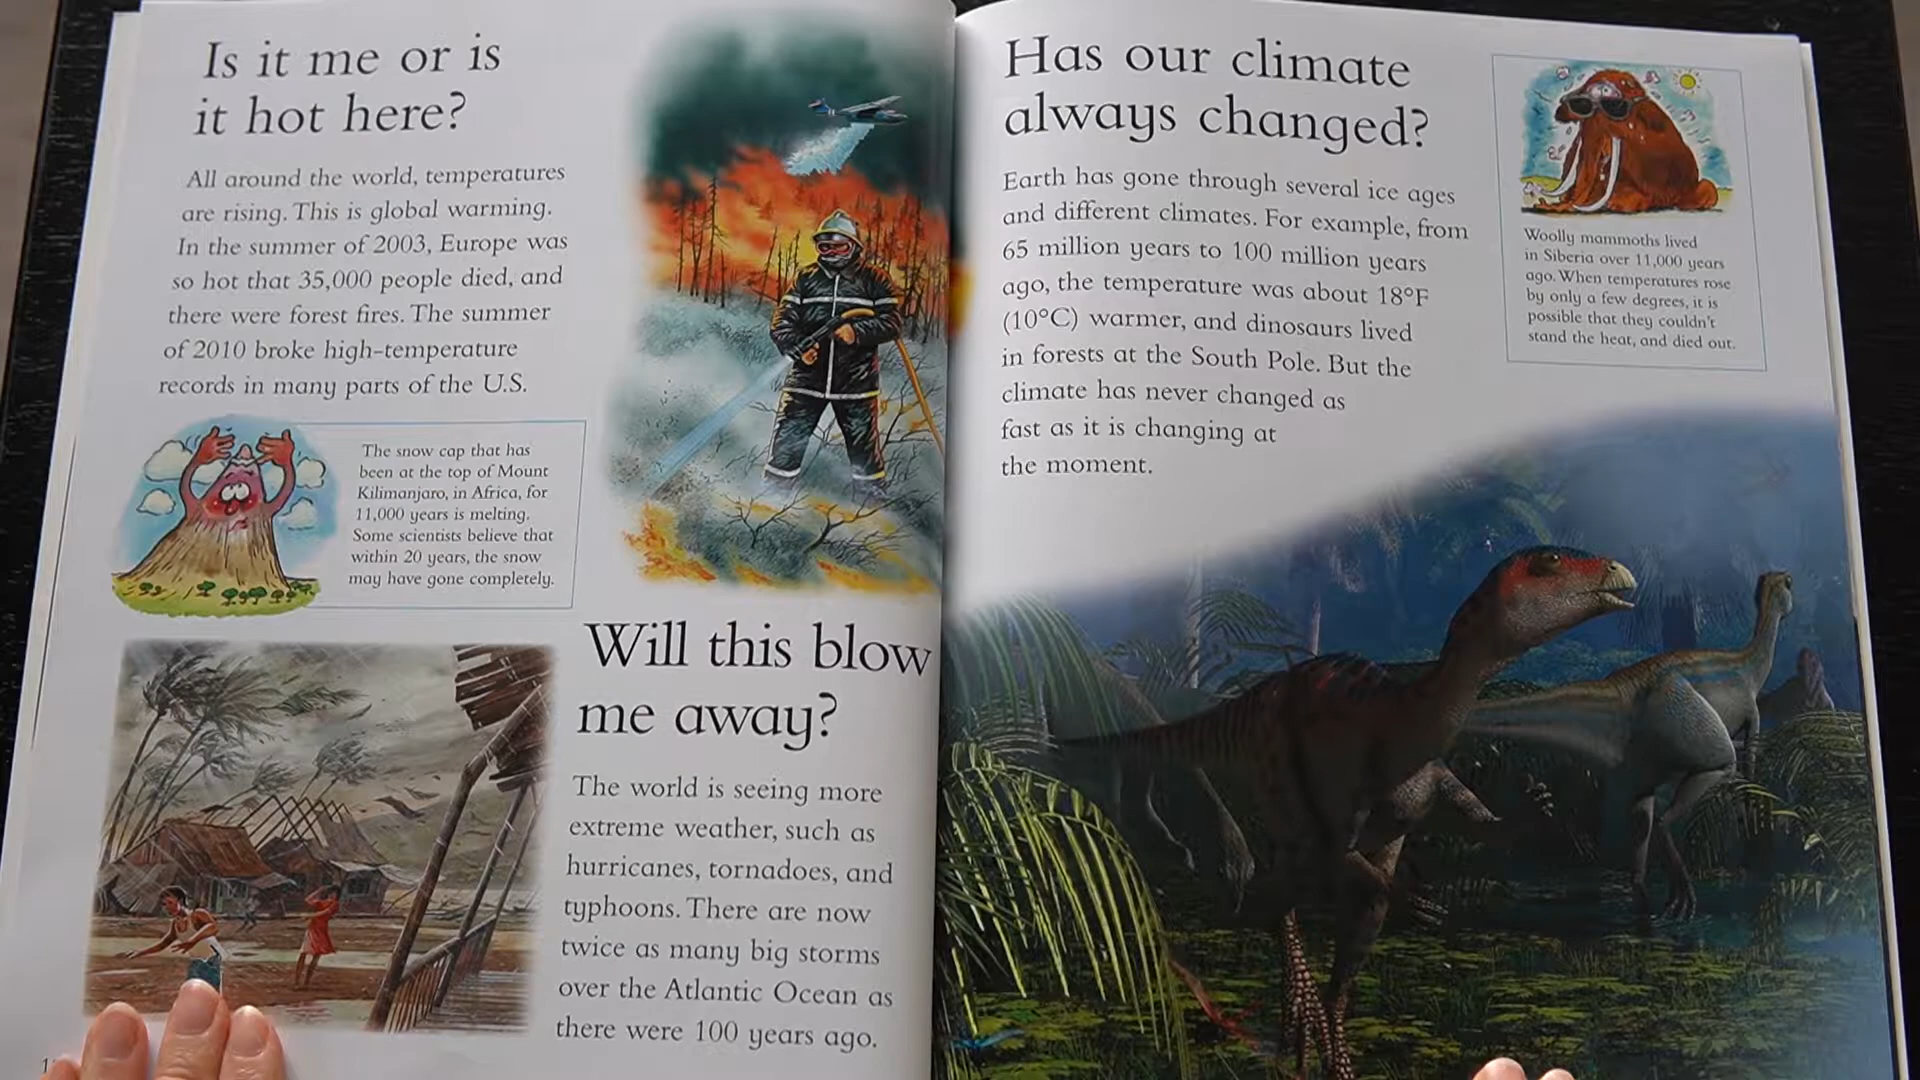 Is it me or is
it hot here?
All around the world, temperatures
are rising. This is global warming.
In the summer of 2003, Europe was
so hot that 35,000 people died, and
there were forest fires. The summer
of 2010 broke high-temperature
records in many parts of the U.S.
The snow cap that has
been at the top of Mount
Kilimanjaro, in Africa, for
11,000 years is melting.
Some scientists believe that
within 20 years, the snow
may have gone completely.
Will this blow
me away?
The world is seeing more
extreme weather, such as
hurricanes, tornadoes, and
typhoons. There are now
twice as many big storms
over the Atlantic Ocean as
there were 100 years ago.
Has our climate
always changed?
Earth has gone through several ice ages
and different climates. For example, from
65 million years to 100 million years
ago, the temperature was about 18°F
(10°C) warmer, and dinosaurs lived
in forests at the South Pole. But the
climate has never changed as
fast as it is changing at
the moment.
Woolly mammoths lived
in Siberia over 11,000 years
ago. When temperatures rose
by only a few degrees, it is
possible that they couldn't
stand the heat, and died out.